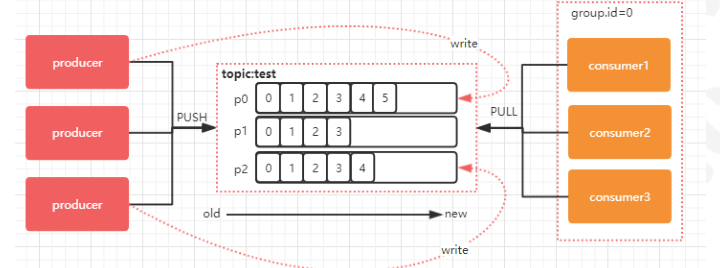 group.id=0
write
producer
consumer1
topic:test
p0 0 1 2 3 4 5
PUSH
PULL
producer
p1 0 1 2 3
consumer2
p2 0 1 2 3 4
producer
consumer3
old
new
write